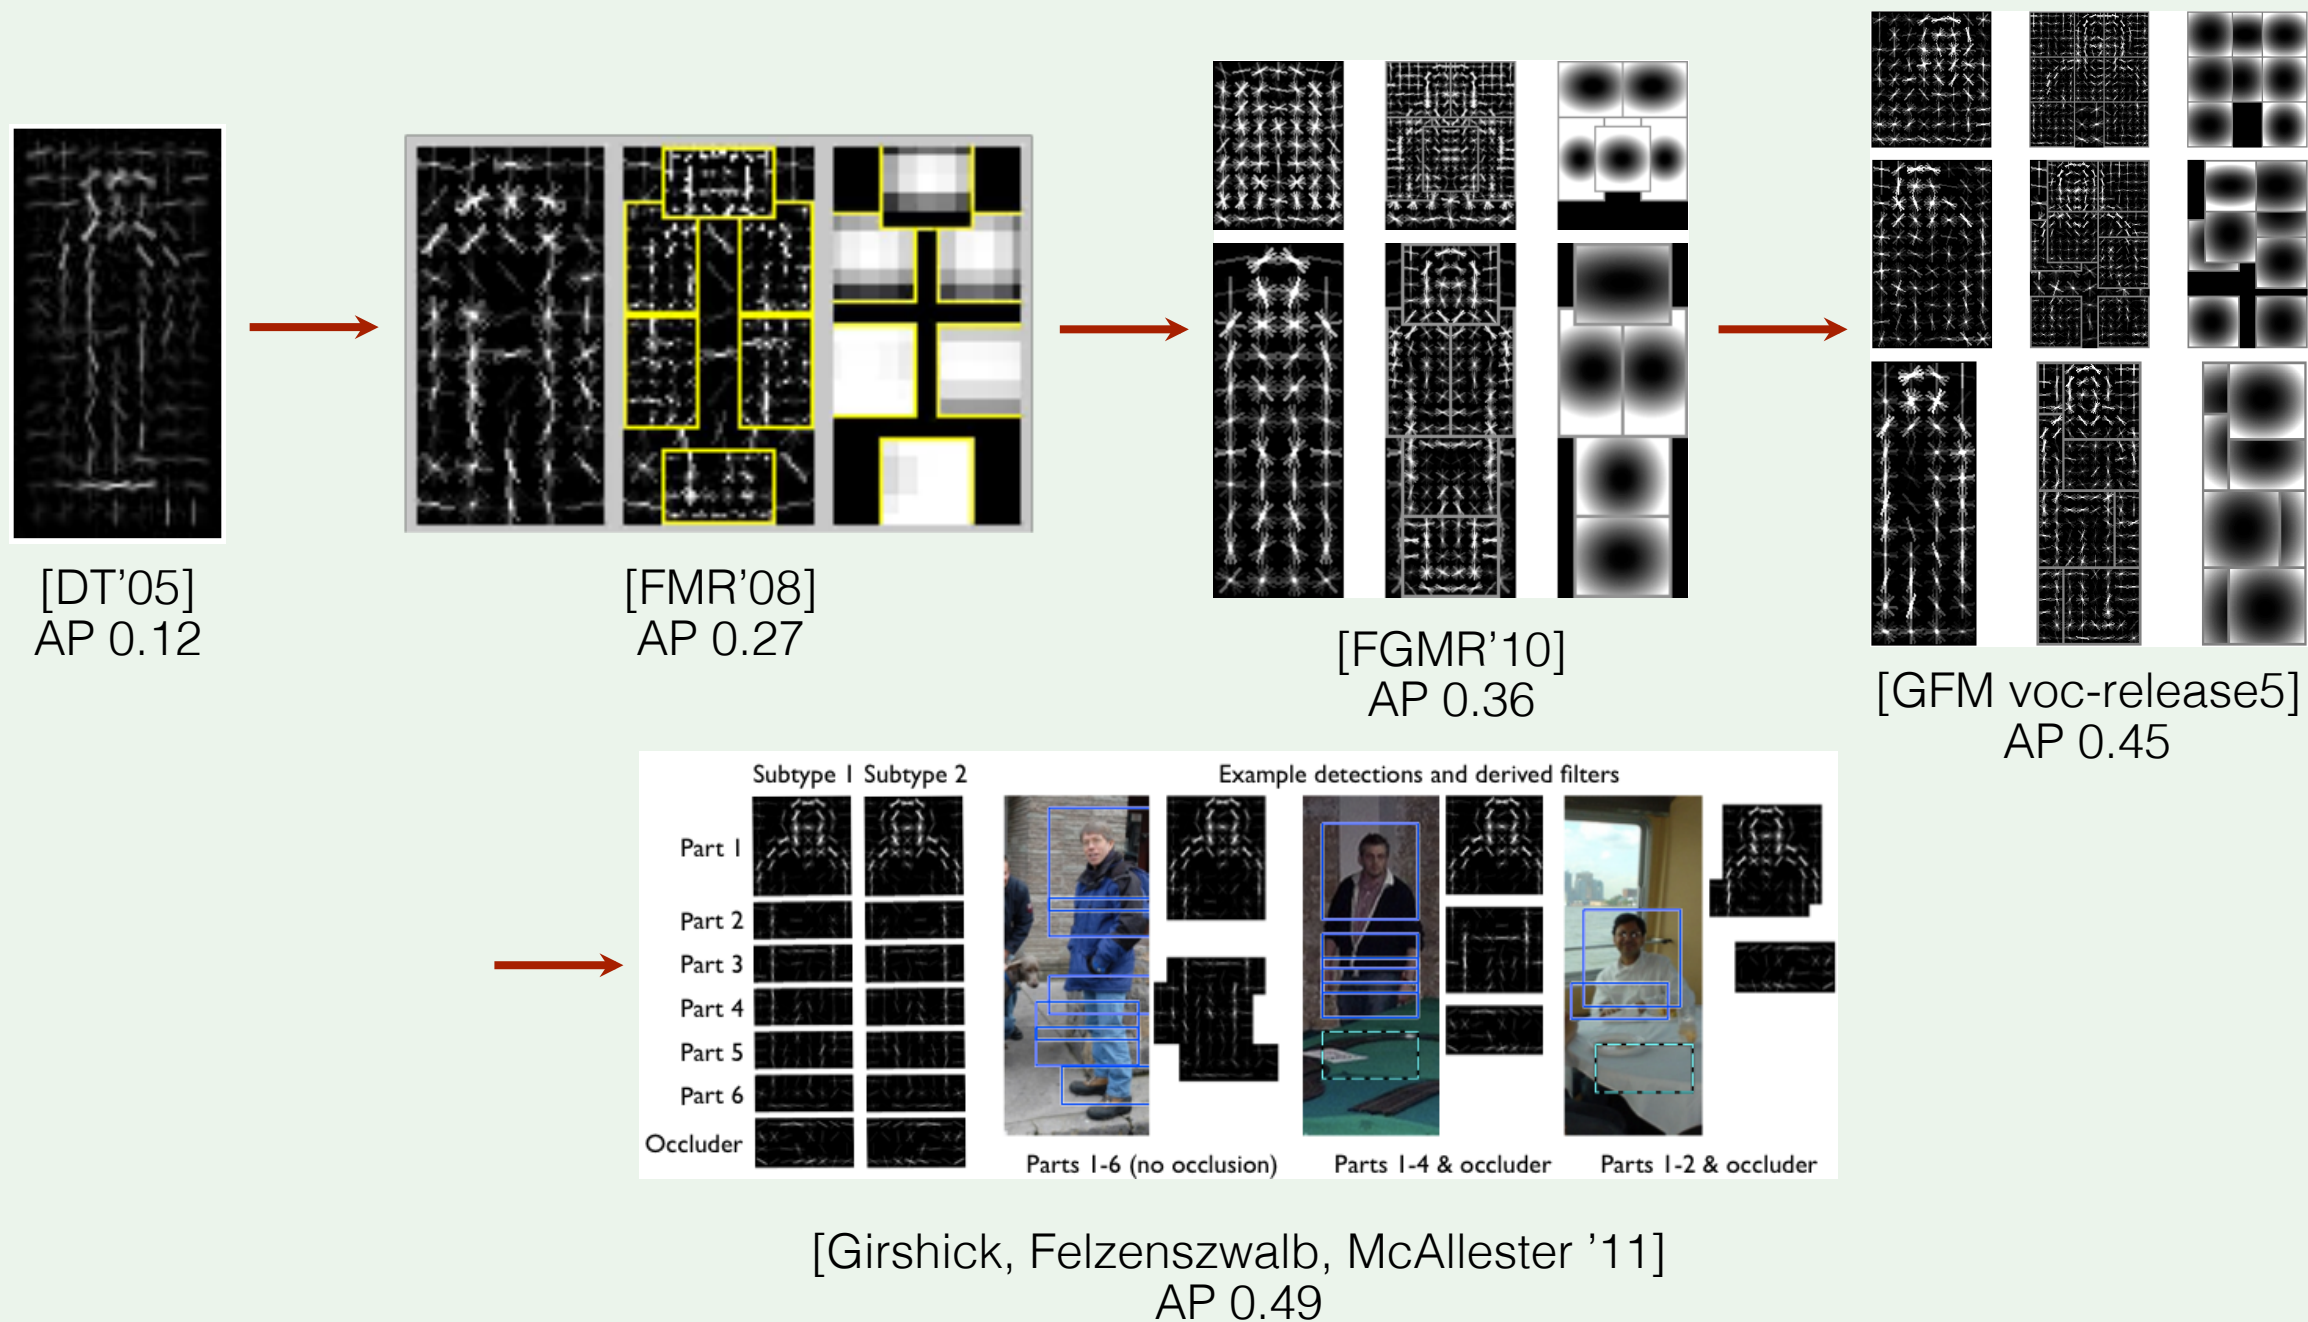 [DT’05]
AP 0.12
[FMR’08]
AP 0.27
[FGMR’10]
AP 0.36
[GFM voc-release5]
AP 0.45
Subtype 1 Subtype 2
Example detections and derived filters
Part 1
Part 2
Part 3
Part 4
Part 5
Part 6
Occluder
Parts 1-6 (no occlusion)
Parts 1-4 & occluder
Parts 1-2 & occluder
[Girshick, Felzenszwalb, McAllester ’11]
AP 0.49